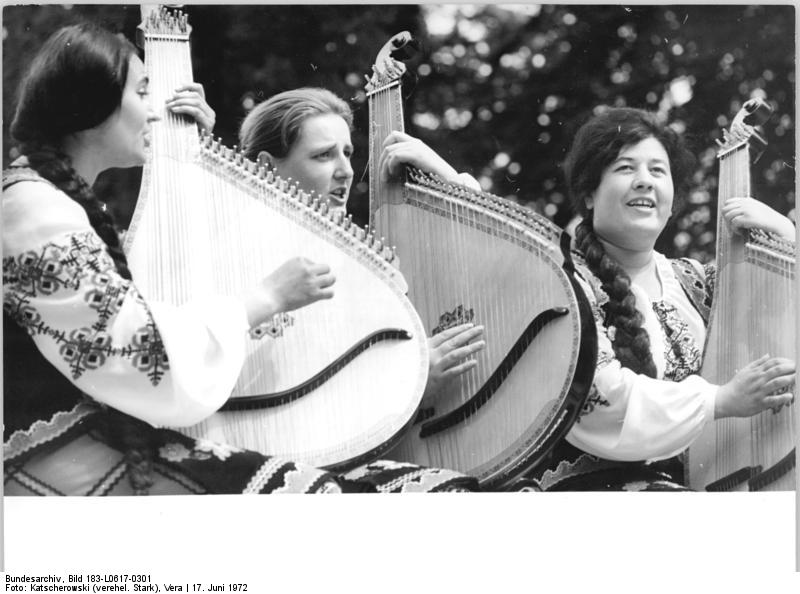 Bundesarchiv, Bild 183-L0617-0301
Foto: Katscherowski (verehel. Stark), Vera | 17. Juni 1972